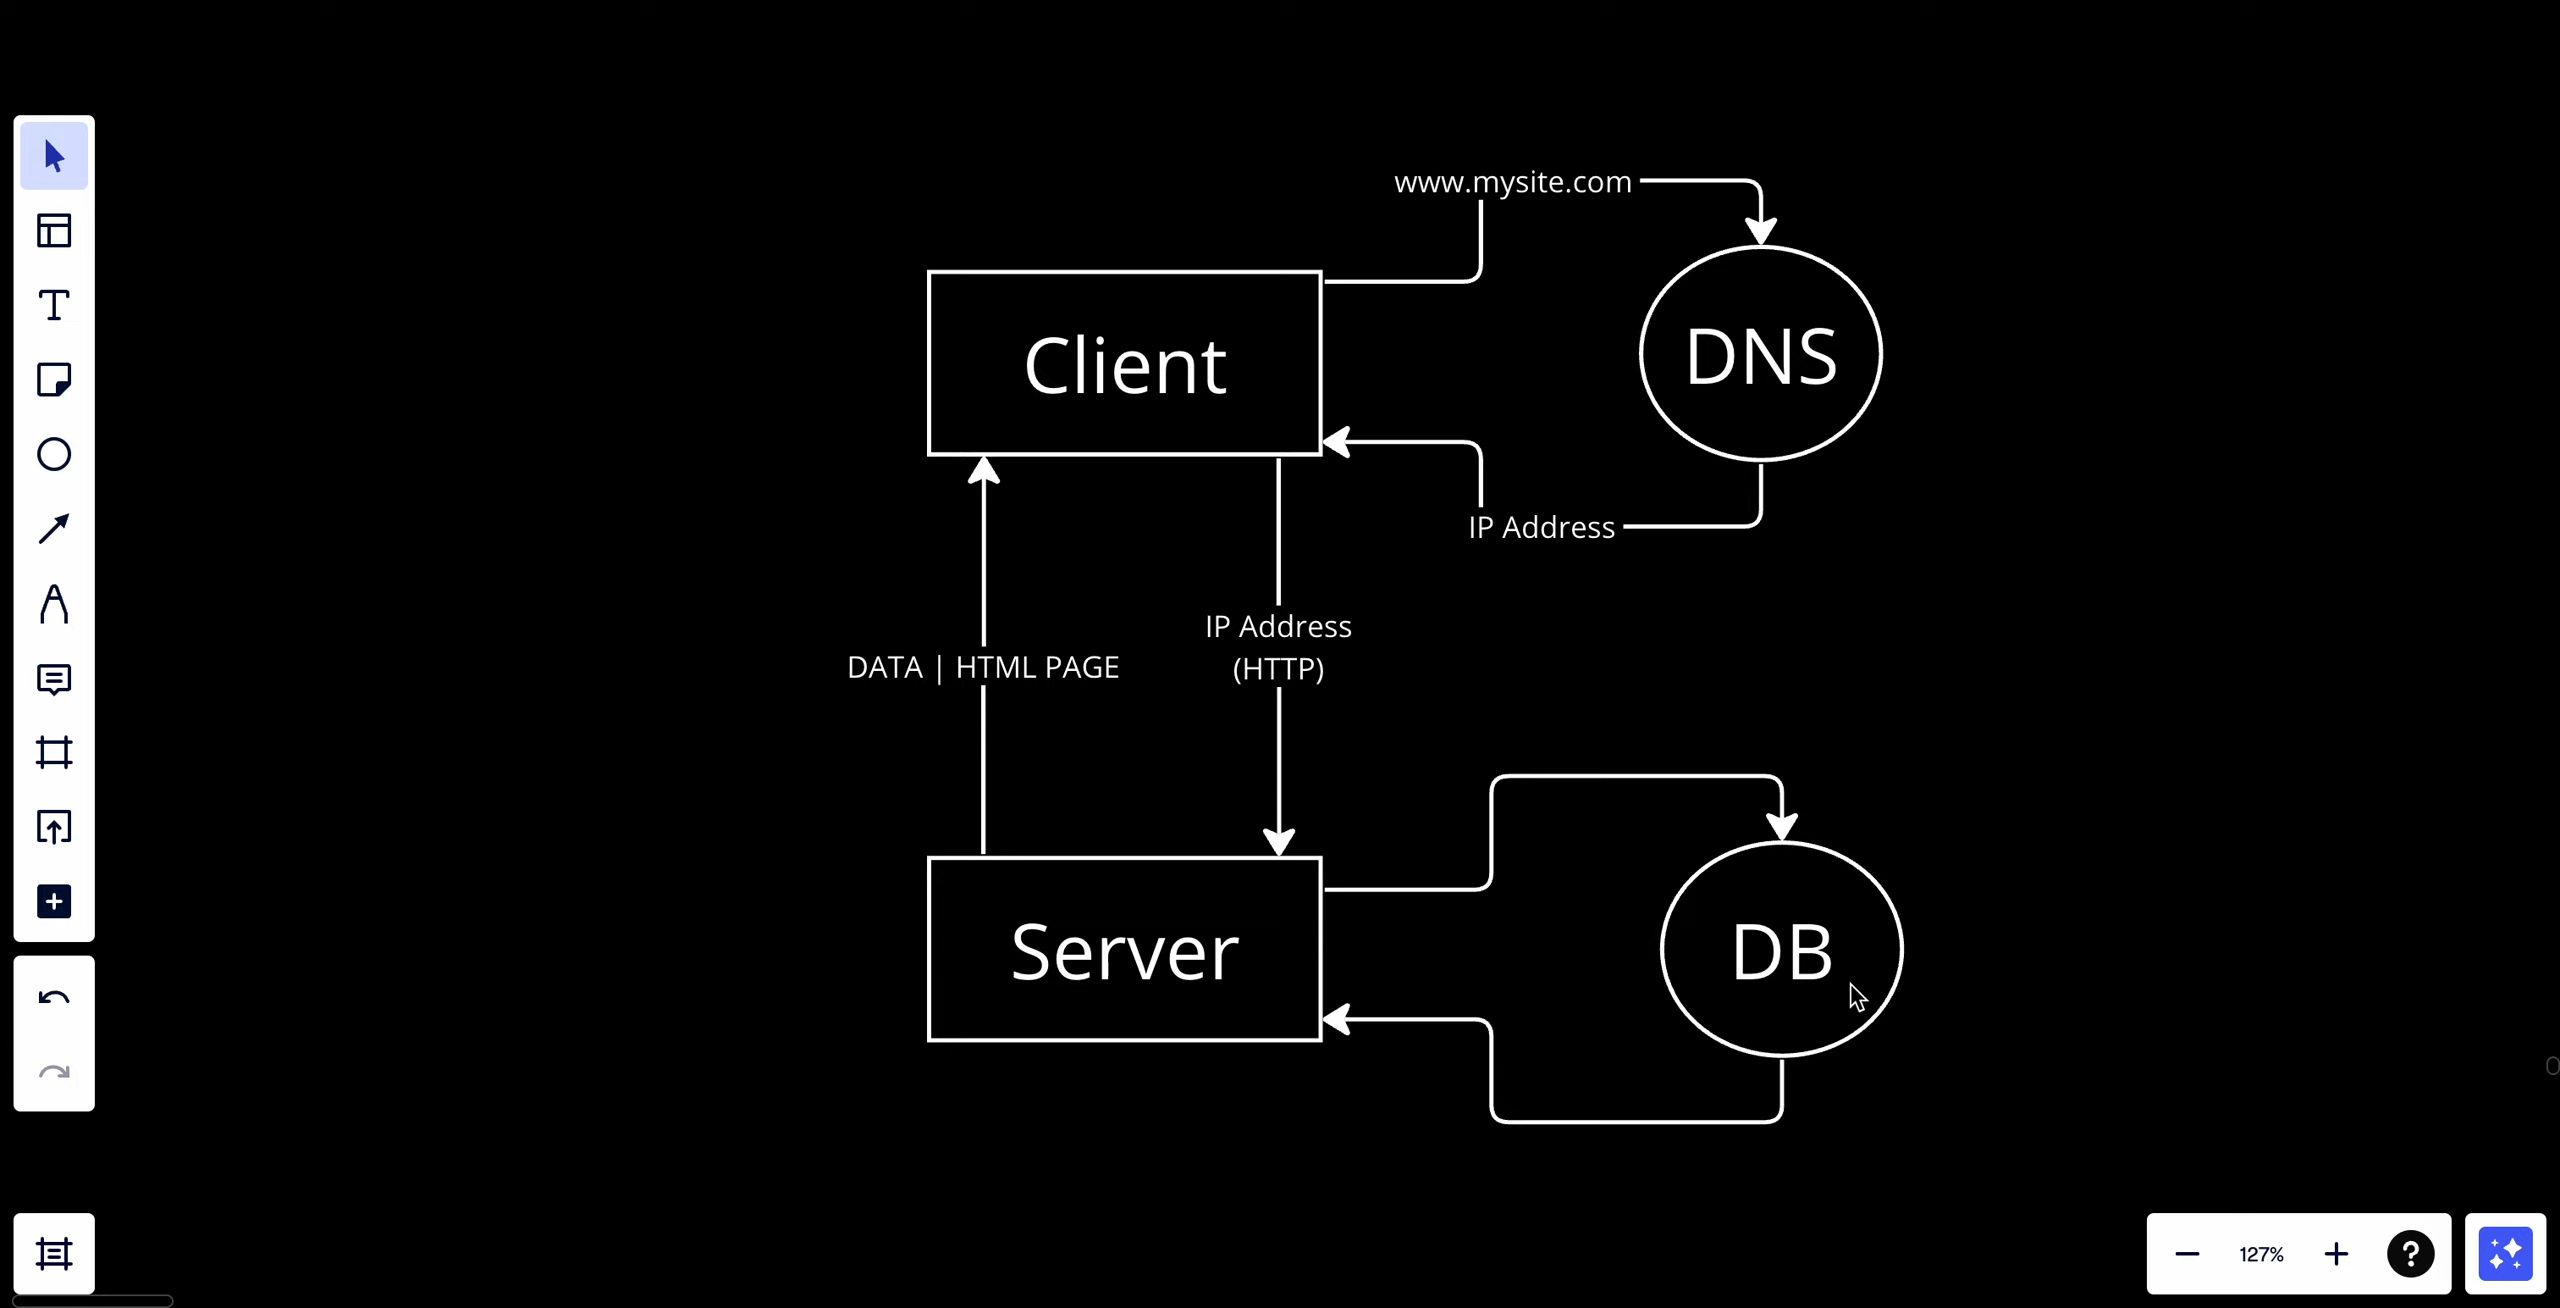 www.mysite.com
Client
DNS
IP Address
IP Address
(HTTP)
DATA | HTML PAGE
Server
DB
127%
?